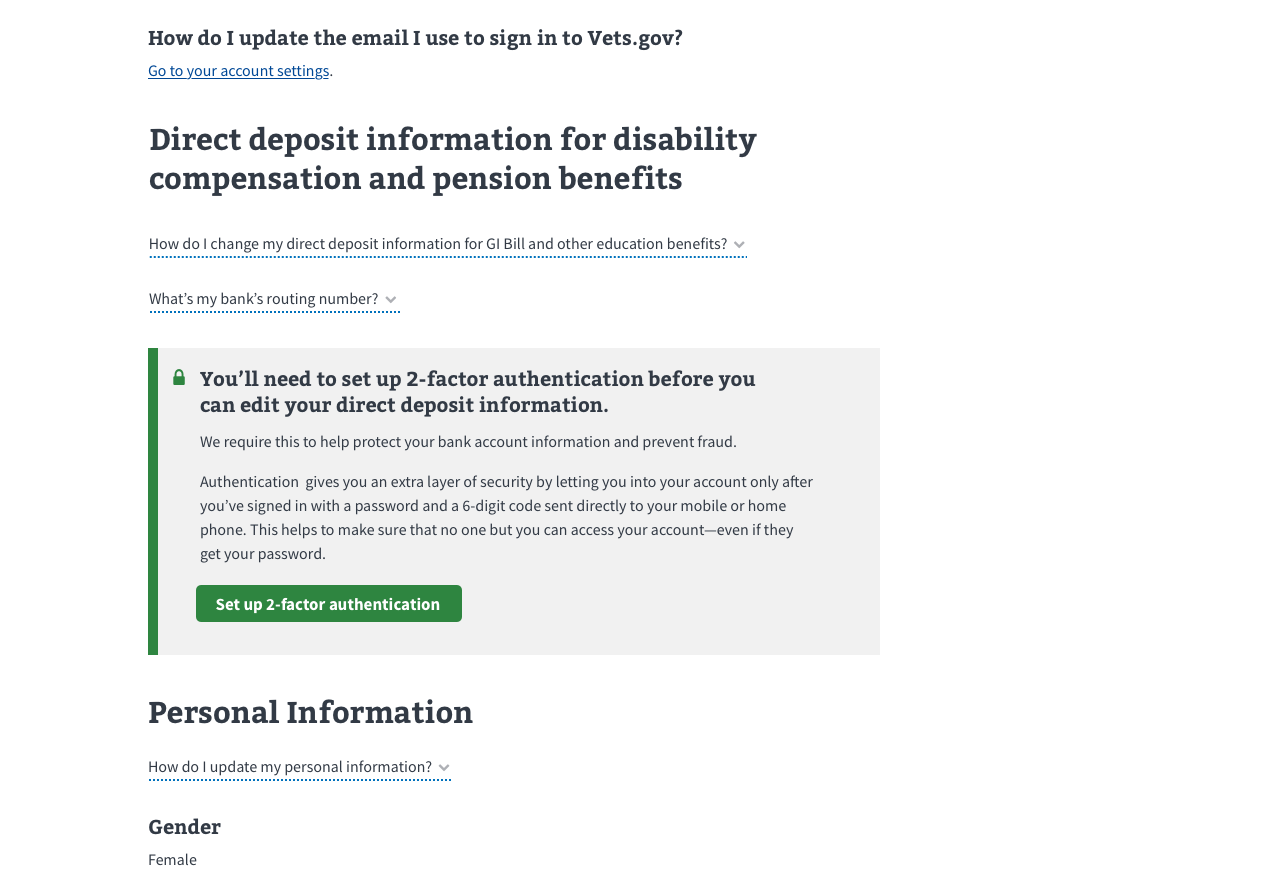 How do I update the email I use to sign in to Vets.gov?
Go to your account settings.
Direct deposit information for disability
compensation and pension benefits
How do I change my direct deposit information for GI Bill and other education benefits?
What’s my bank’s routing number?
You’ll need to set up 2-factor authentication before you
can edit your direct deposit information.
We require this to help protect your bank account information and prevent fraud.
Authentication  gives you an extra layer of security by letting you into your account only after
you’ve signed in with a password and a 6-digit code sent directly to your mobile or home
phone. This helps to make sure that no one but you can access your account—even if they
get your password.
Set up 2-factor authentication
Personal Information
How do I update my personal information?
Gender
Female